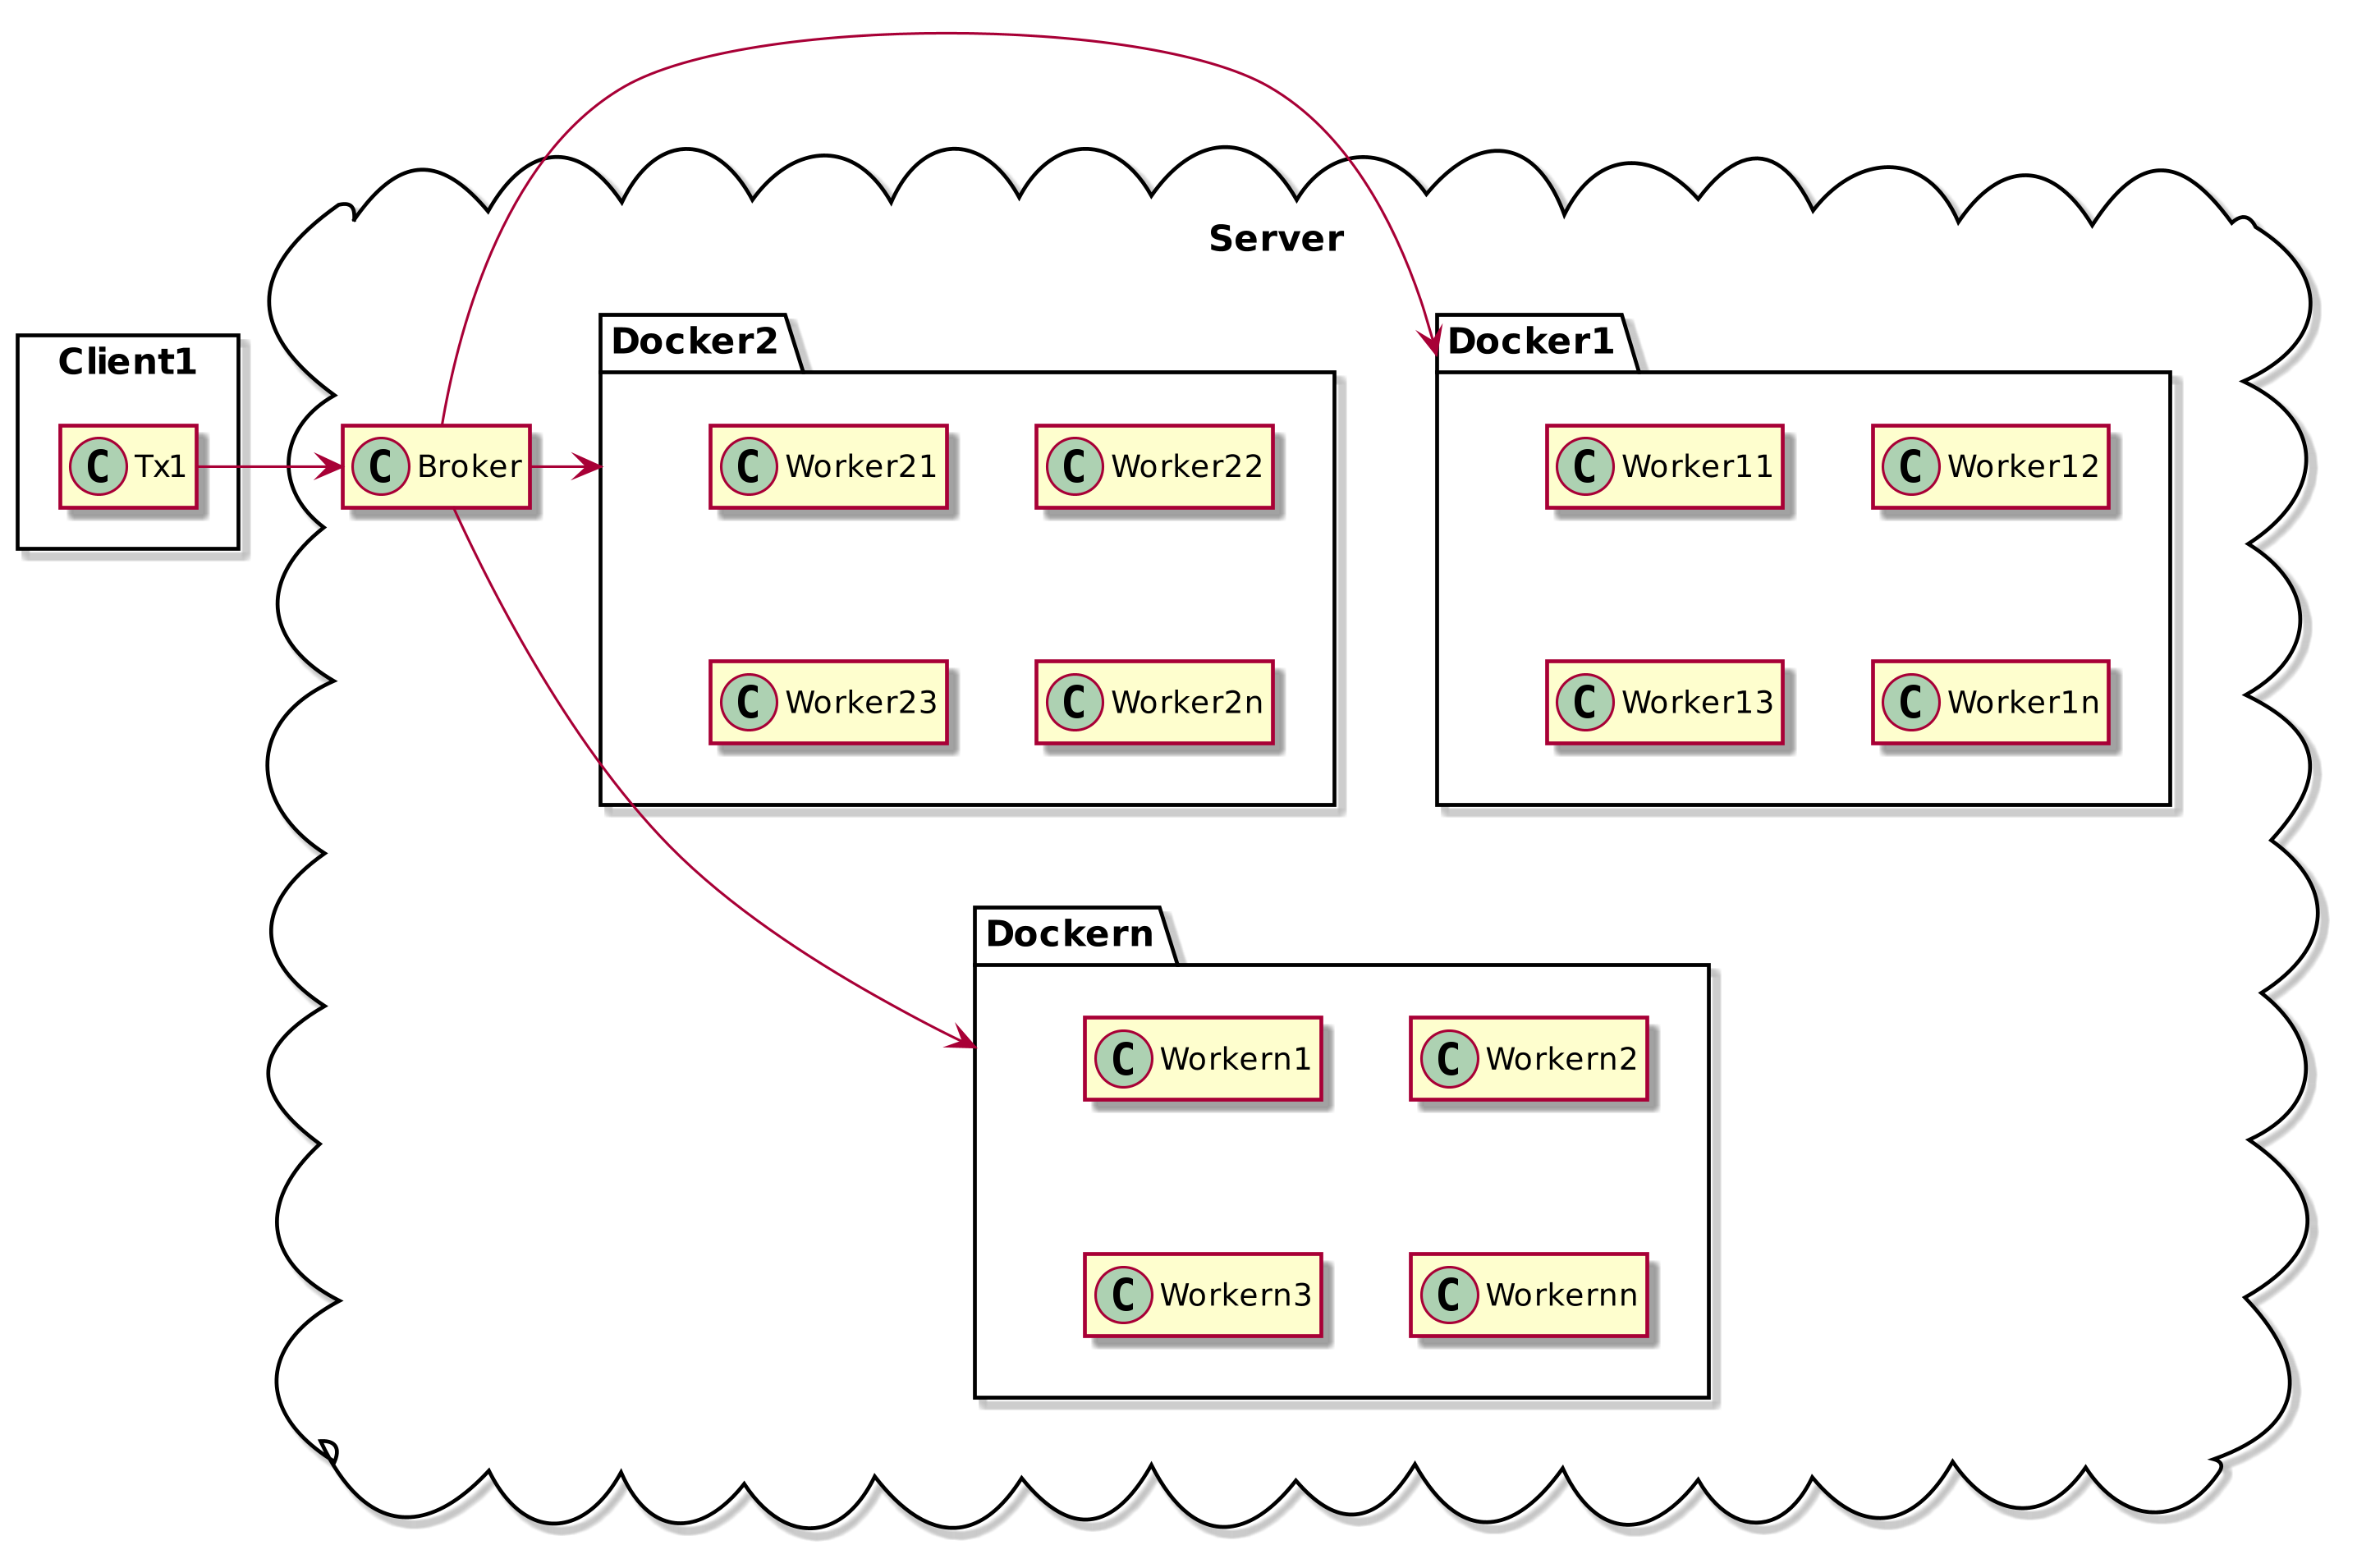 Server
Client1
C Tx1
C Broker
Docker2
C Worker21
C Worker22
C Worker23
C Worker2n
Docker1
C Worker11
C Worker12
C Worker13
C Worker1n
Dockern
C Workern1
C Workern2
C Workern3
C Workernn